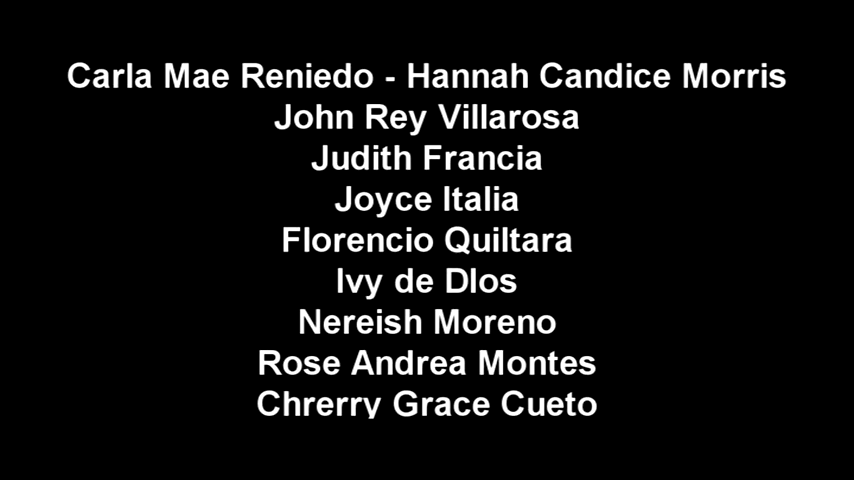 Carla Mae Reniedo - Hannah Candice Morris
John Rey Villarosa
Judith Francia
Joyce Italia
Florencio Quiltara
Ivy de DIos
Nereish Moreno
Rose Andrea Montes
Chrerry Grace Cueto